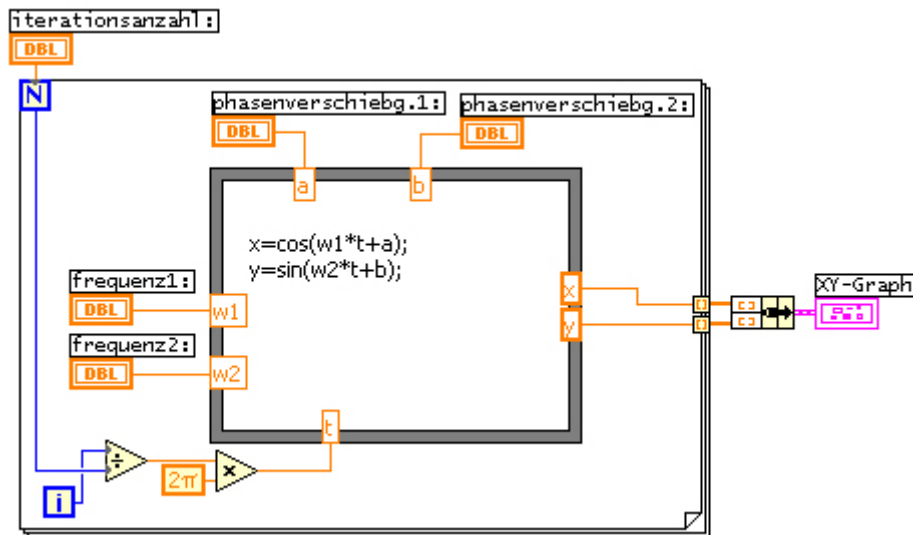 iterationsanzahl:
DBL
N
phasenverschiebg.1:
DBL
phasenverschiebg.2:
DBL
a
b
x=cos(w1*t+a);
y=sin(w2*t+b);
frequenz1:
DBL
w1
frequenz2:
DBL
w2
x
y
XY-Graph
t
÷
2π
×
i